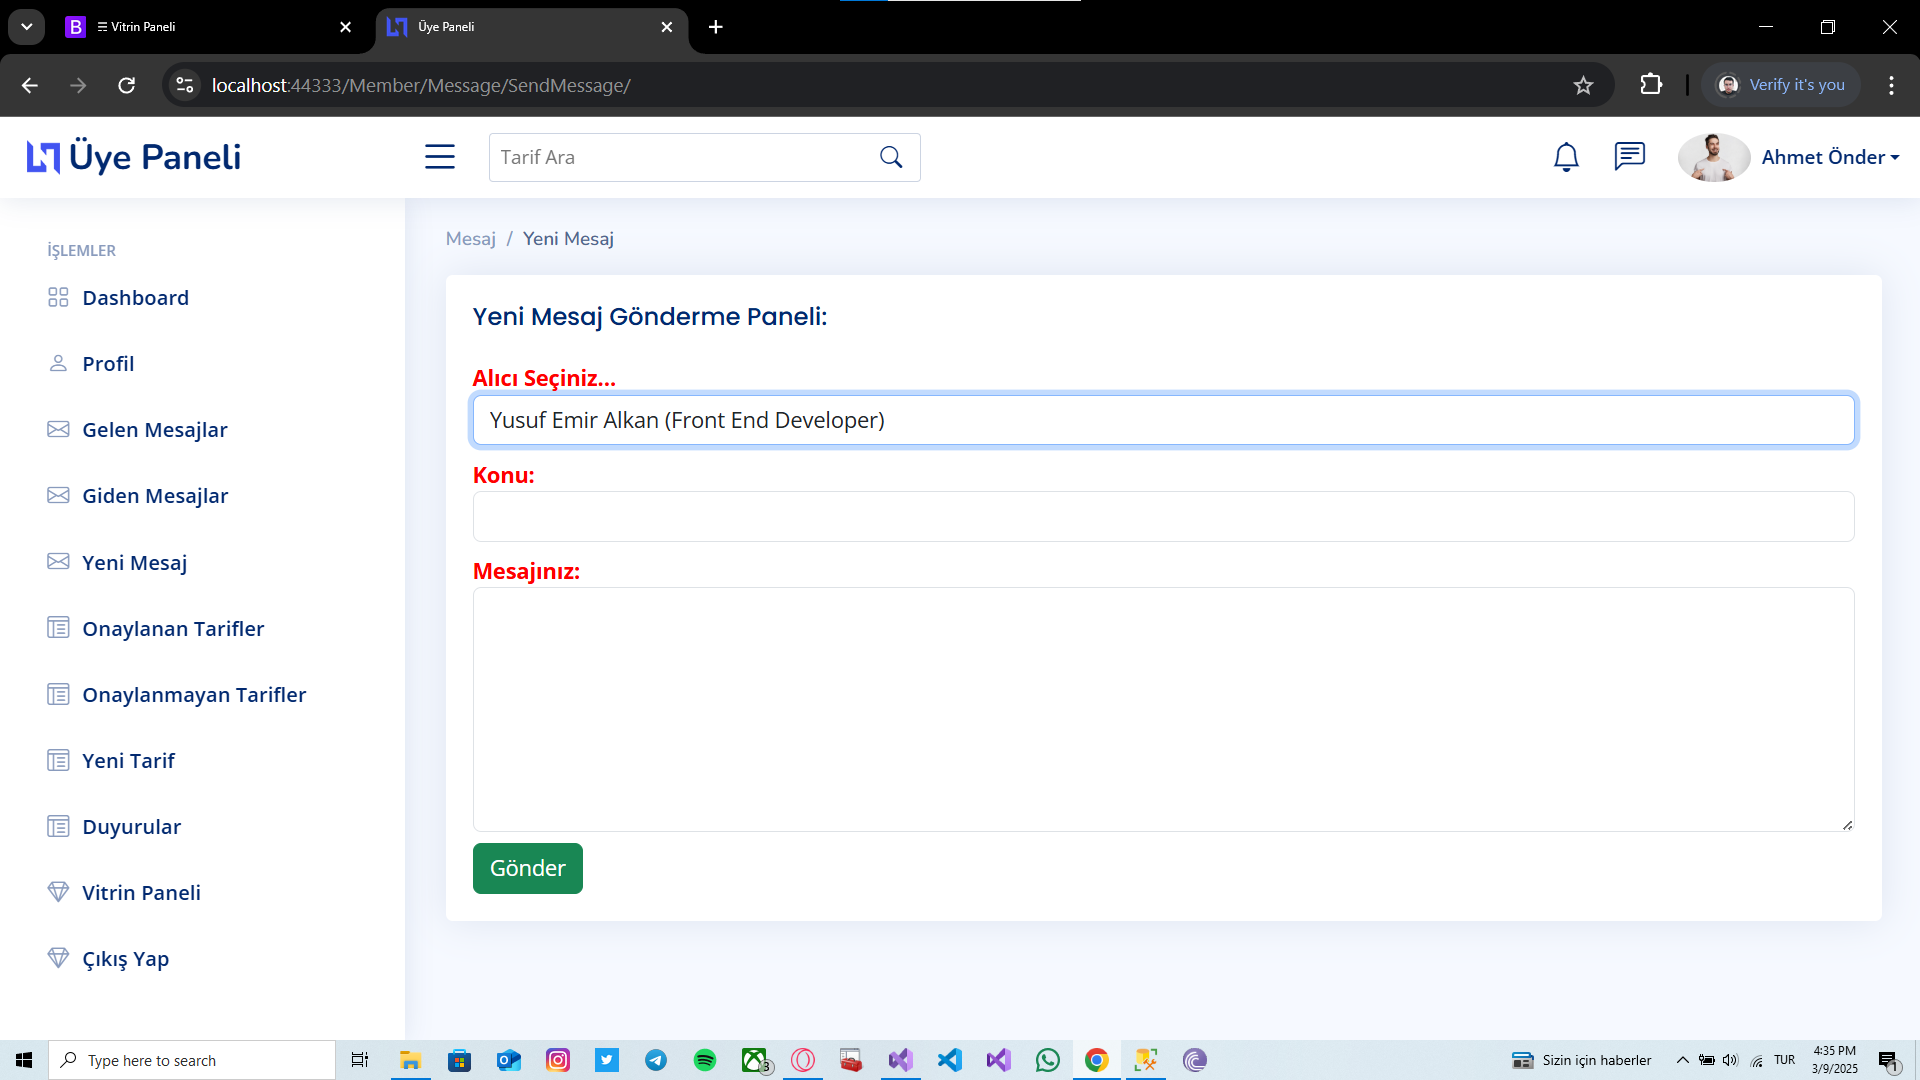 Vitrin Paneli
Üye Paneli
localhost:44333/Member/Message/SendMessage/
Verify it's you
Üye Paneli
Tarif Ara
Ahmet Önder
Mesaj / Yeni Mesaj
İŞLEMLER
Dashboard
Profil
Gelen Mesajlar
Giden Mesajlar
Yeni Mesaj
Onaylanan Tarifler
Onaylanmayan Tarifler
Yeni Tarif
Duyurular
Vitrin Paneli
Çıkış Yap
Yeni Mesaj Gönderme Paneli:
Alıcı Seçiniz...
Yusuf Emir Alkan (Front End Developer)
Konu:
Mesajınız:
Gönder
Type here to search
3
Sizin için haberler
TUR
4:35 PM
3/9/2025
1